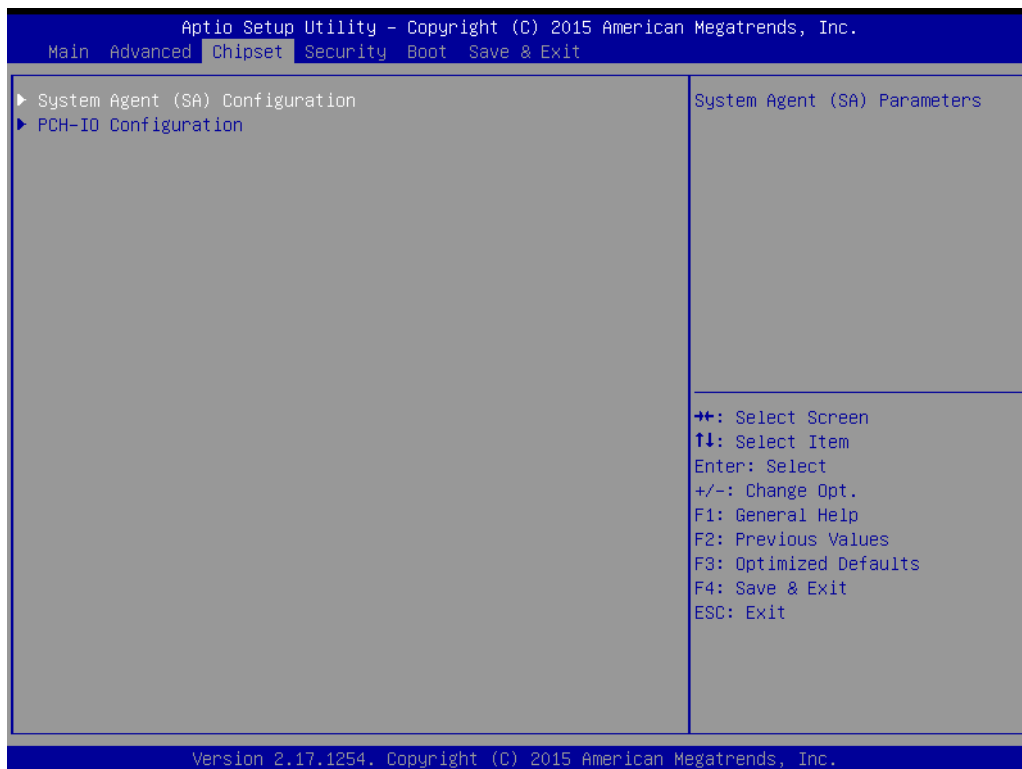 Aptio Setup Utility – Copyright (C) 2015 American Megatrends, Inc.
Main Advanced Chipset Security Boot Save & Exit
System Agent (SA) Configuration
PCH-IO Configuration
System Agent (SA) Parameters
→←: Select Screen
↑↓: Select Item
Enter: Select
+/-: Change Opt.
F1: General Help
F2: Previous Values
F3: Optimized Defaults
F4: Save & Exit
ESC: Exit
Version 2.17.1254. Copyright (C) 2015 American Megatrends, Inc.